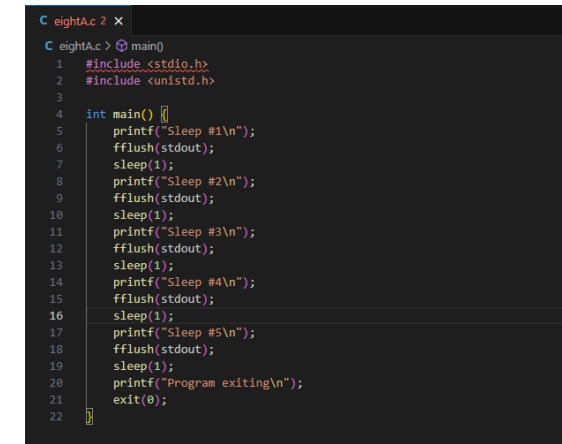 C eightA.c 2 ×
C eightA.c > main()
1 #include <stdio.h>
2 #include <unistd.h>
3
4 int main() {
5     printf("Sleep #1\n");
6     fflush(stdout);
7     sleep(1);
8     printf("Sleep #2\n");
9     fflush(stdout);
10     sleep(1);
11     printf("Sleep #3\n");
12     fflush(stdout);
13     sleep(1);
14     printf("Sleep #4\n");
15     fflush(stdout);
16     sleep(1);
17     printf("Sleep #5\n");
18     fflush(stdout);
19     sleep(1);
20     printf("Program exiting\n");
21     exit(0);
22 }